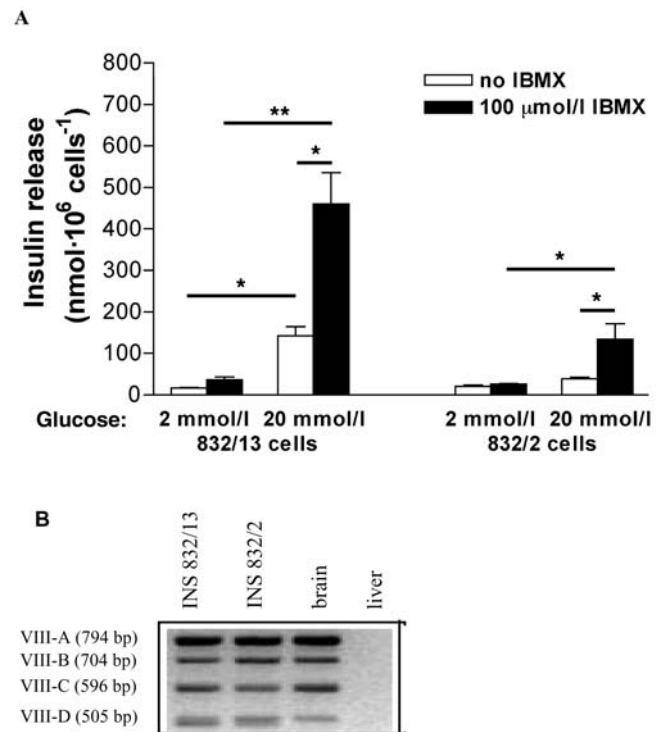 A
800
700
600
500
400
300
200
100
0
Insulin release
(nmol·10⁶ cells⁻¹)
no IBMX
100 μmol/l IBMX
**
*
*
*
*
Glucose: 2 mmol/l 20 mmol/l 2 mmol/l 20 mmol/l
832/13 cells 832/2 cells
B
INS 832/13
INS 832/2
brain
liver
VIII-A (794 bp)
VIII-B (704 bp)
VIII-C (596 bp)
VIII-D (505 bp)